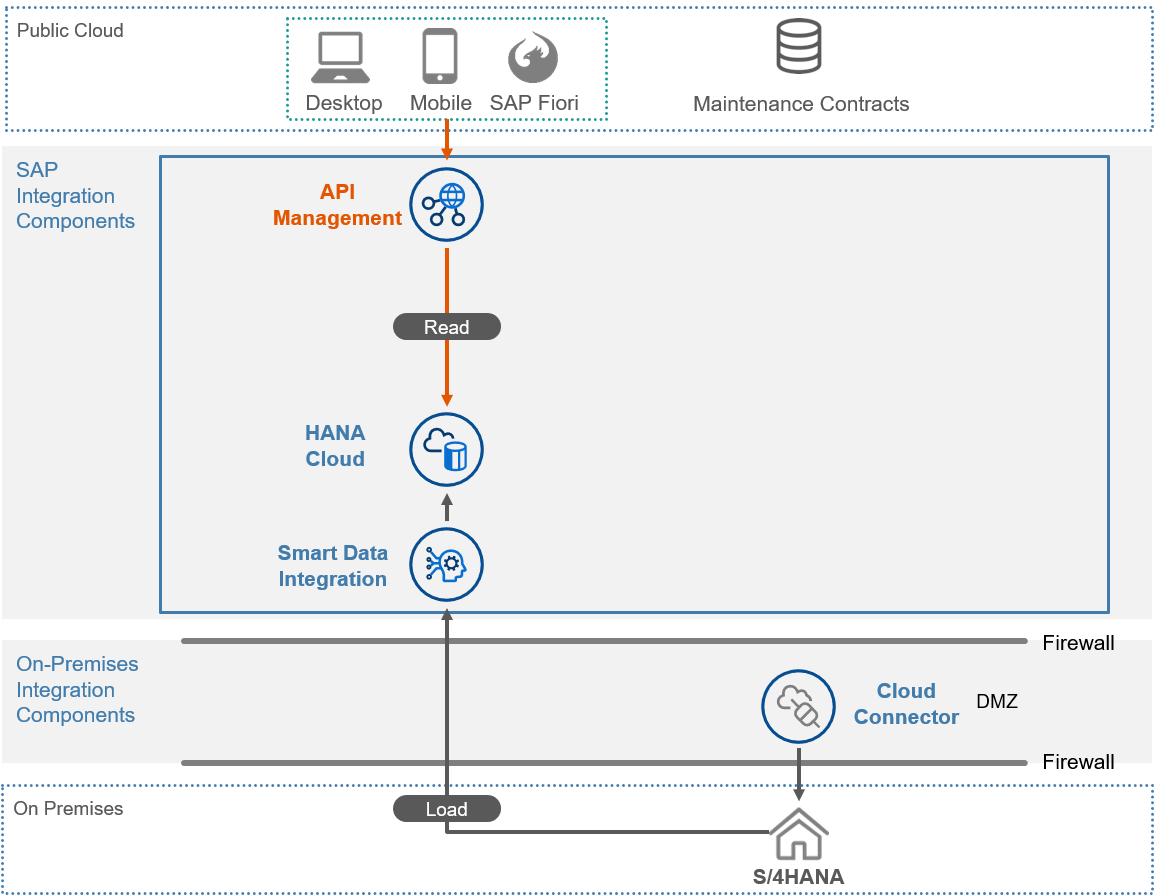 Public Cloud
Desktop
Mobile
SAP Fiori
Maintenance Contracts
SAP
Integration
Components
API
Management
Read
HANA
Cloud
Smart Data
Integration
Firewall
On-Premises
Integration
Components
Cloud
Connector
DMZ
Firewall
On Premises
Load
S/4HANA